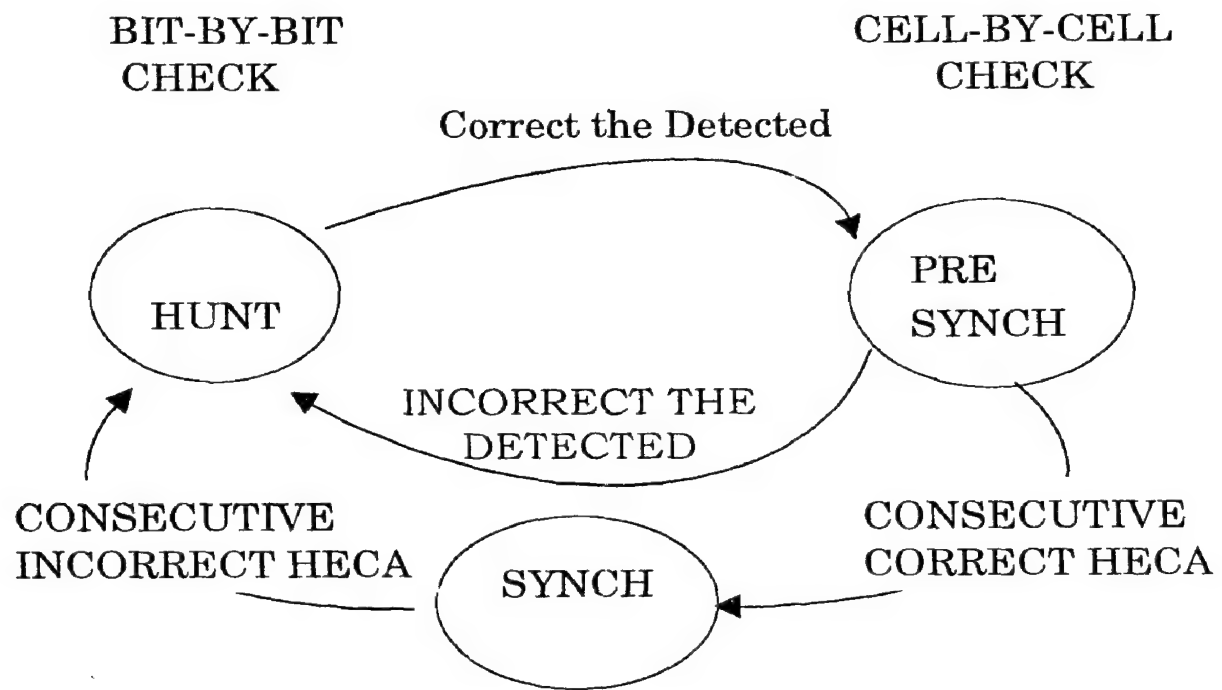 BIT-BY-BIT
CHECK
CELL-BY-CELL
CHECK
Correct the Detected
HUNT
PRE
SYNCH
INCORRECT THE
DETECTED
CONSECUTIVE
INCORRECT HECA
CONSECUTIVE
CORRECT HECA
SYNCH